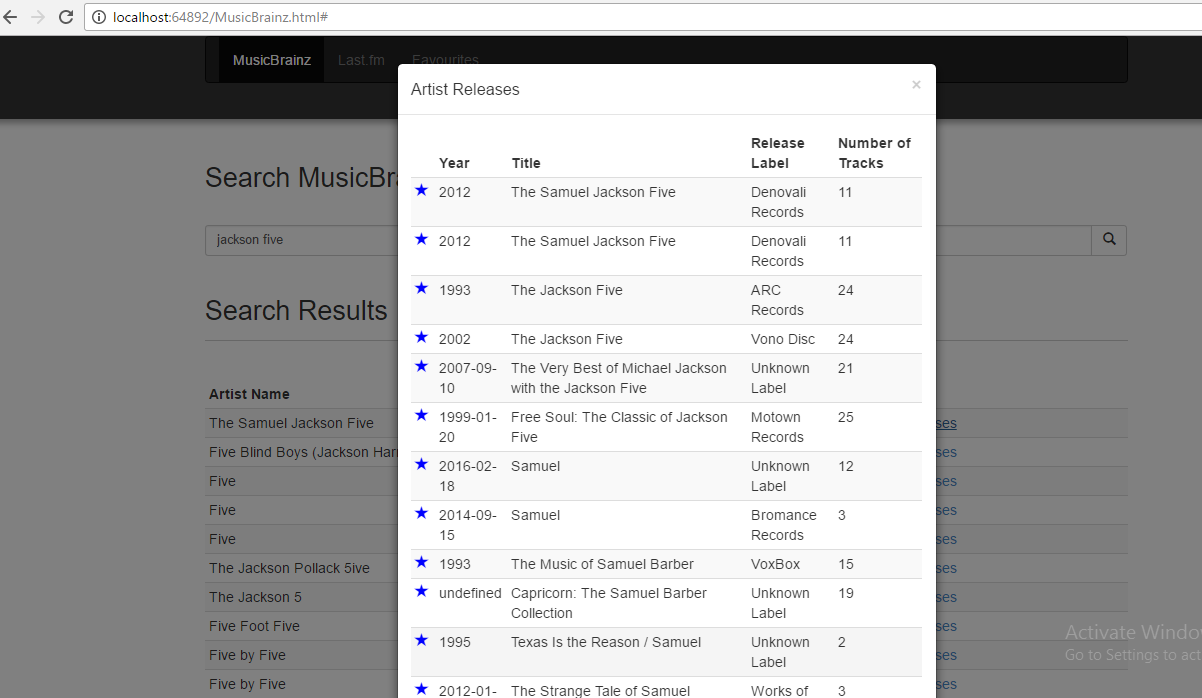 localhost:64892/MusicBrainz.html#
MusicBrainz Last.fm Favourites
Artist Releases ×
Search MusicBra
jackson five
Search Results
Artist Name
The Samuel Jackson Five ses
Five Blind Boys (Jackson Harr ses
Five ses
Five ses
Five ses
The Jackson Pollack 5ive ses
The Jackson 5 ses
Five Foot Five ses
Five by Five ses
Five by Five ses
Year Title Release Label Number of Tracks
★ 2012 The Samuel Jackson Five Denovali Records 11
★ 2012 The Samuel Jackson Five Denovali Records 11
★ 1993 The Jackson Five ARC Records 24
★ 2002 The Jackson Five Vono Disc 24
★ 2007-09-10 The Very Best of Michael Jackson with the Jackson Five Unknown Label 21
★ 1999-01-20 Free Soul: The Classic of Jackson Five Motown Records 25
★ 2016-02-18 Samuel Unknown Label 12
★ 2014-09-15 Samuel Bromance Records 3
★ 1993 The Music of Samuel Barber VoxBox 15
★ undefined Capricorn: The Samuel Barber Collection Unknown Label 19
★ 1995 Texas Is the Reason / Samuel Unknown Label 2
★ 2012-01- The Strange Tale of Samuel Works of 3
Activate Windo
Go to Settings to act